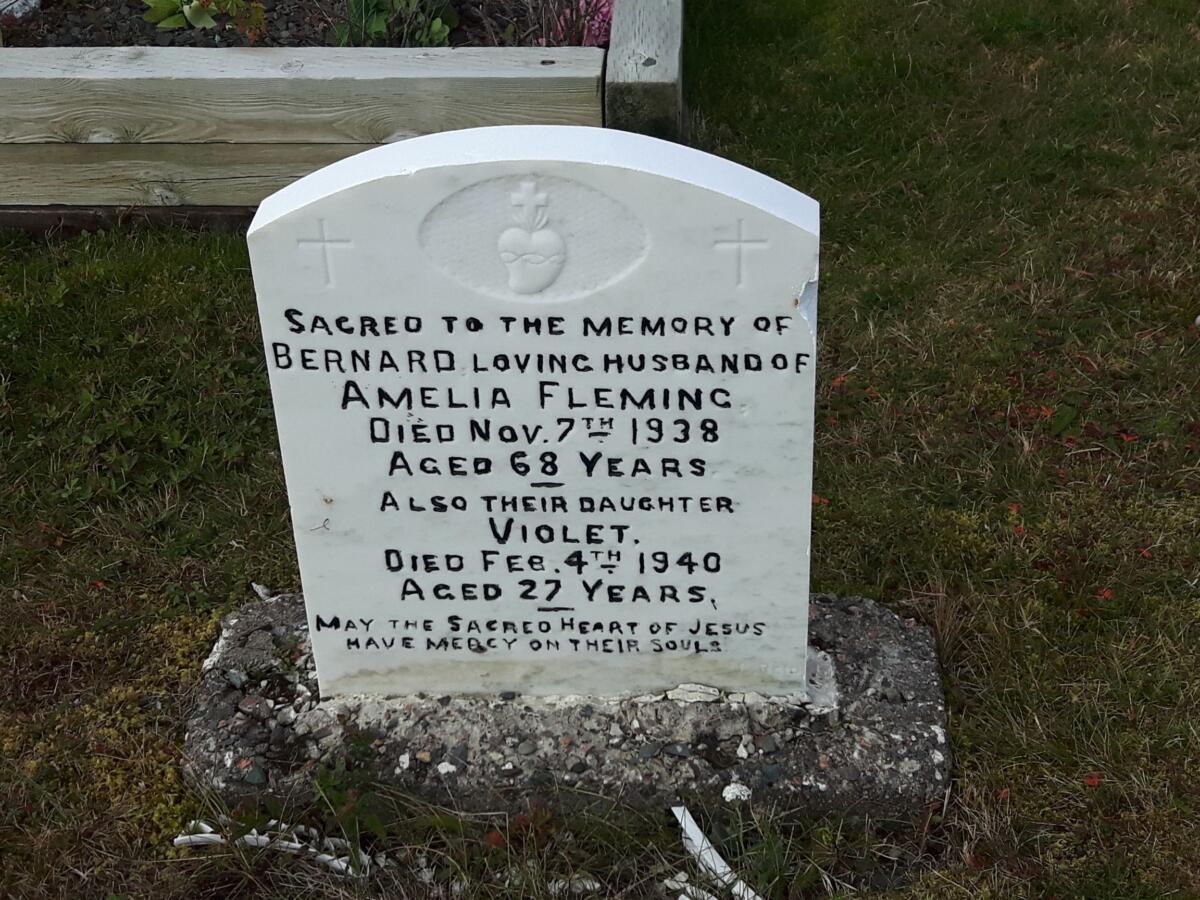 SACRED TO THE MEMORY OF
BERNARD LOVING HUSBAND OF
AMELIA FLEMING
DIED NOV. 7TH 1938
AGED 68 YEARS
ALSO THEIR DAUGHTER
VIOLET.
DIED FEB. 4TH 1940
AGED 27 YEARS.
MAY THE SACRED HEART OF JESUS
HAVE MERCY ON THEIR SOULS